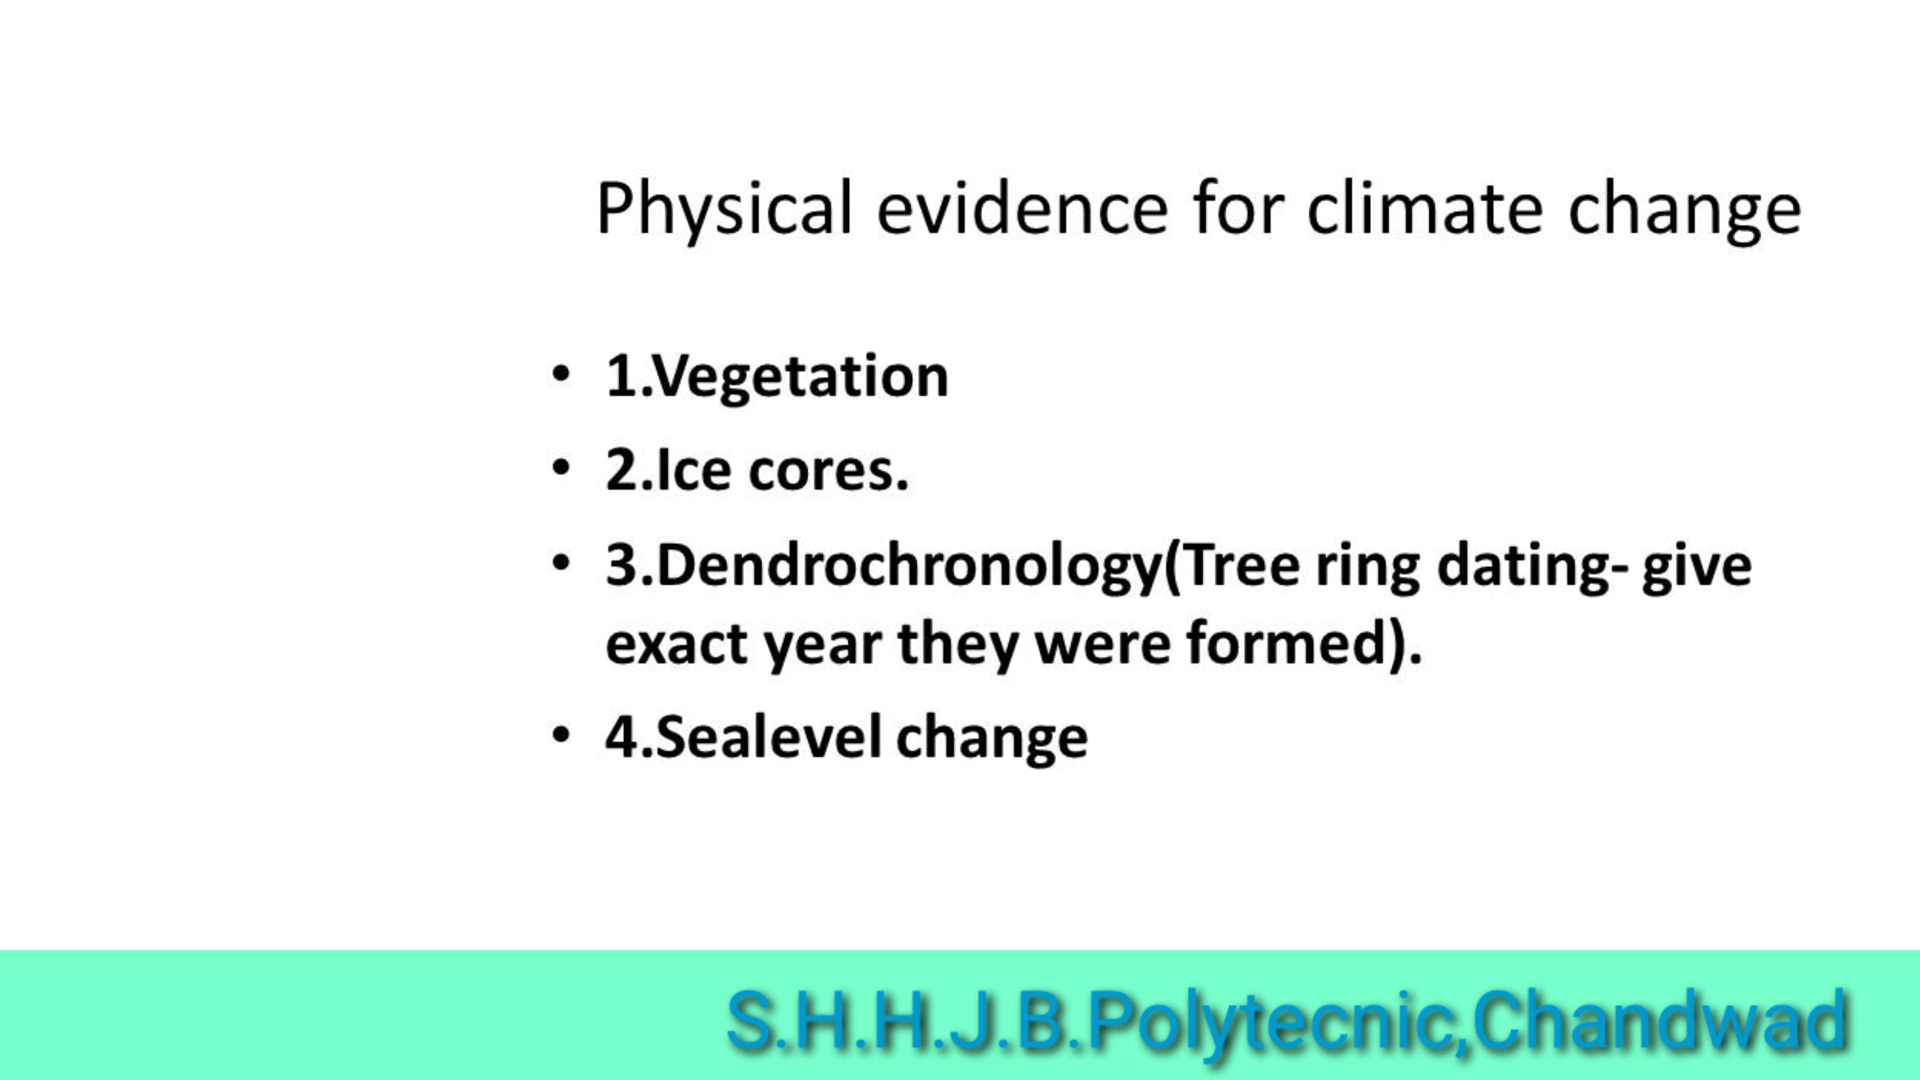 Physical evidence for climate change
• 1.Vegetation
• 2.Ice cores.
• 3.Dendrochronology(Tree ring dating- give
exact year they were formed).
• 4.Sealevel change
S.H.H.J.B.Polytecnic,Chandwad